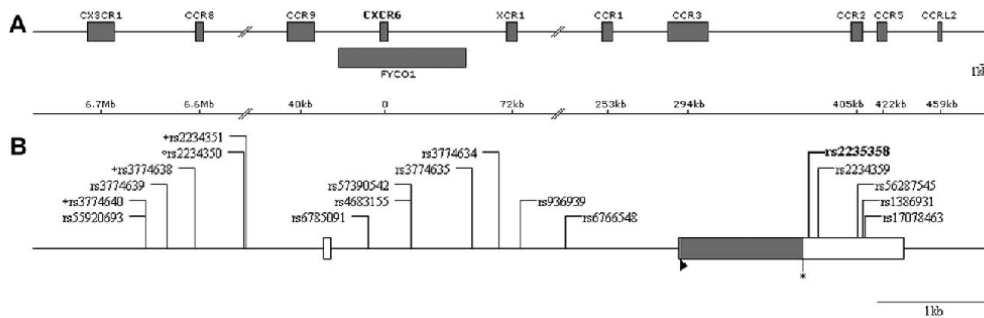 A
CX3CR1 CCR8 CCR9 CXCR6 XCR1 CCR1 CCR3 CCR2 CCR5 CCRL2
FYCO1
6.7Mb 6.6Mb 40kb 0 72kb 253kb 294kb 405kb 422kb 459kb
B
+rs2234351
°rs2234350
+rs3774638
rs3774639
+rs3774640
rs55920693
rs3774634
rs3774635
rs57390542
rs4683155
rs6785091
rs936939
rs6766548
rs2235358
rs2234359
rs56287545
rs1386931
rs17078463
*
1kb